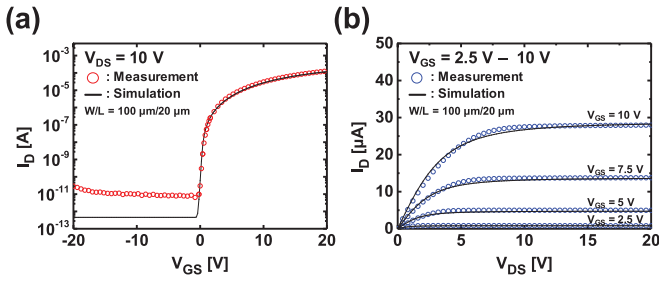 (a)
V_DS = 10 V
: Measurement
: Simulation
W/L = 100 µm/20 µm
10⁻³
10⁻⁵
10⁻⁷
10⁻⁹
10⁻¹¹
10⁻¹³
I_D [A]
-20 -10 0 10 20
V_GS [V]
(b)
V_GS = 2.5 V – 10 V
: Measurement
: Simulation
W/L = 100 µm/20 µm
50
40
30
20
10
0
I_D [µA]
V_GS = 10 V
V_GS = 7.5 V
V_GS = 5 V
V_GS = 2.5 V
0 5 10 15 20
V_DS [V]